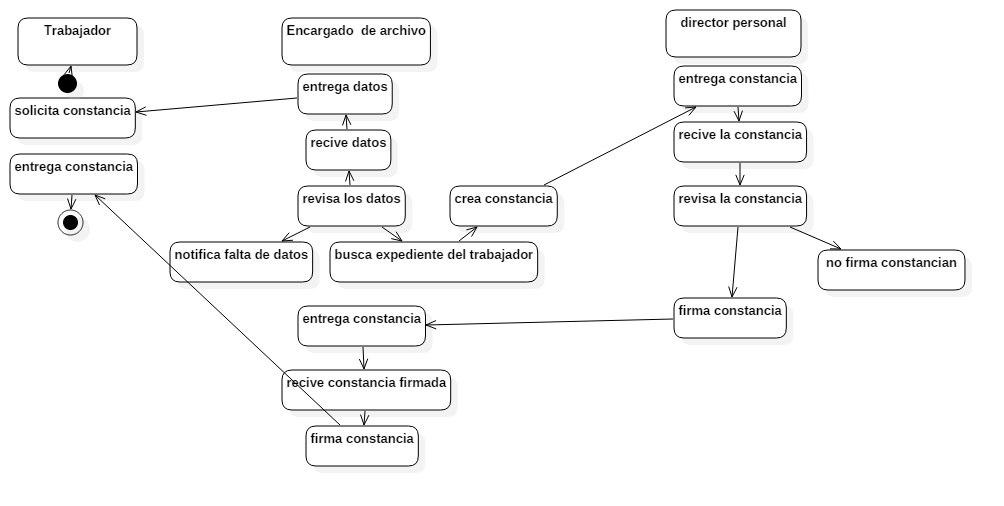 Trabajador
Encargado  de archivo
director personal
entrega datos
entrega constancia
solicita constancia
recive datos
recive la constancia
entrega constancia
revisa los datos
crea constancia
revisa la constancia
notifica falta de datos
busca expediente del trabajador
no firma constancian
entrega constancia
firma constancia
recive constancia firmada
firma constancia